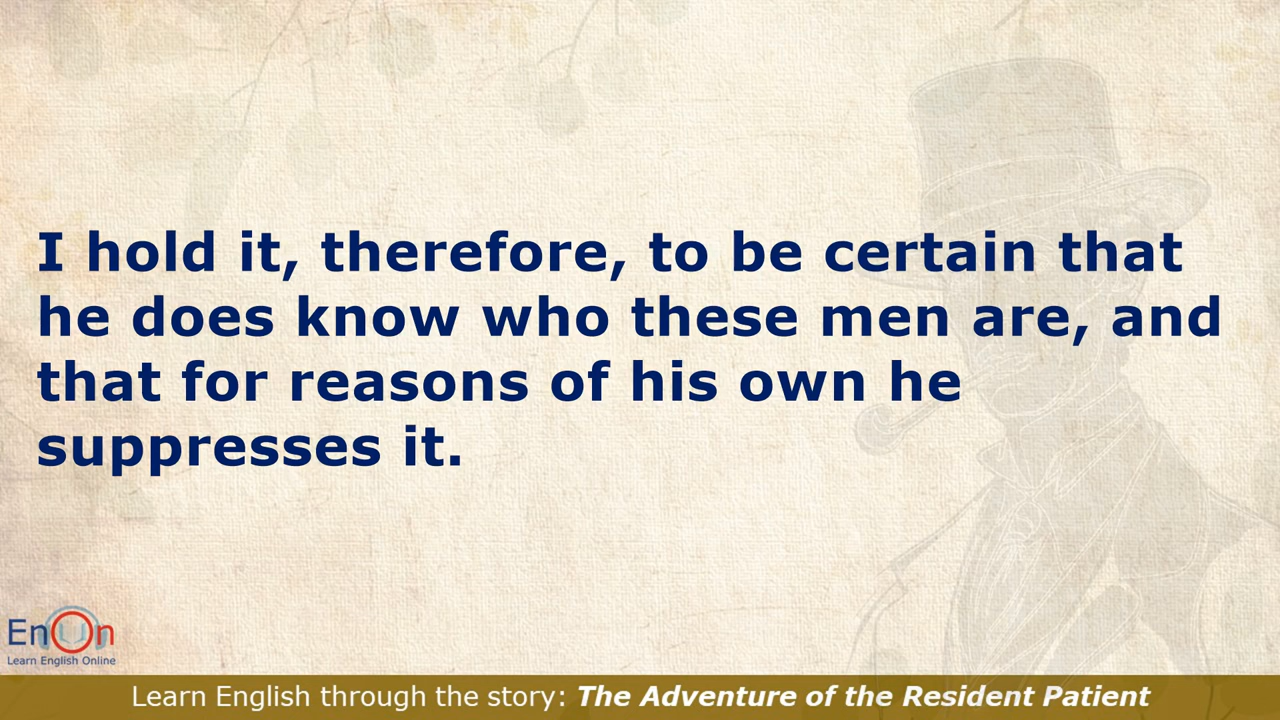 I hold it, therefore, to be certain that
he does know who these men are, and
that for reasons of his own he
suppresses it.
EnOn
Learn English Online
Learn English through the story: The Adventure of the Resident Patient